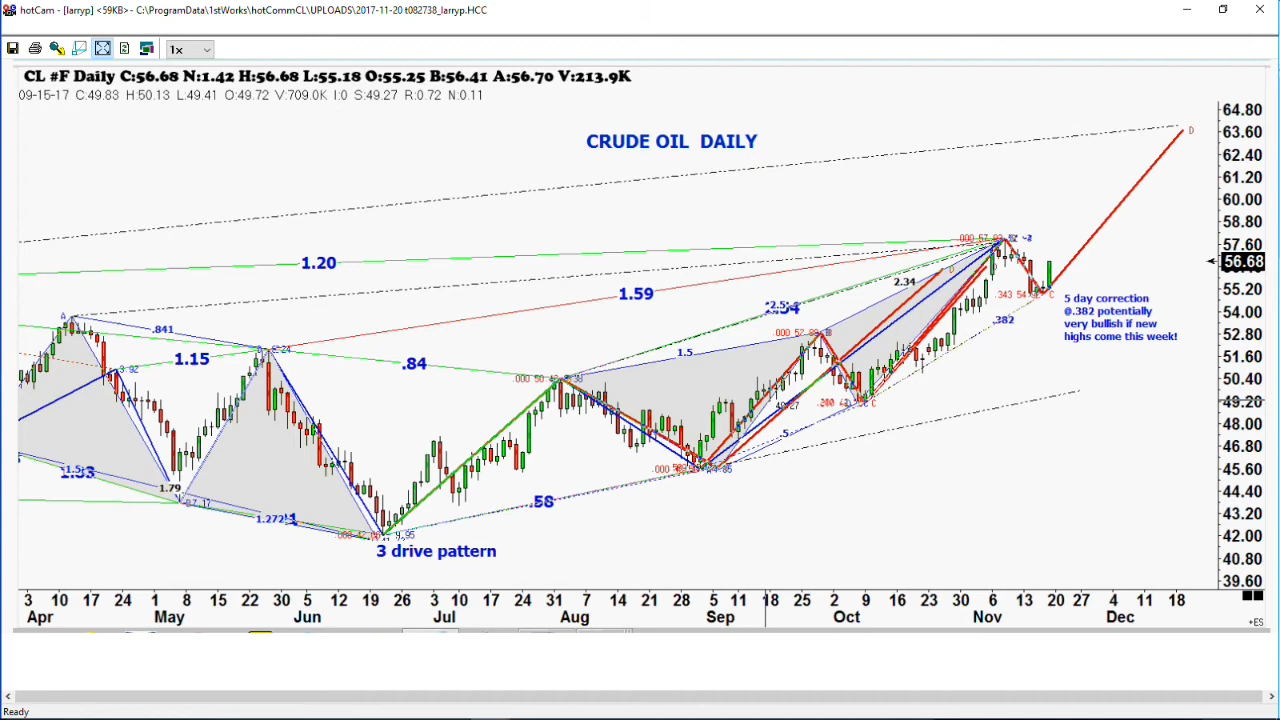 hotCam - [larryp] <59KB>- C:\ProgramData\1stWorks\hotCommCL\UPLOADS\2017-11-20 t082738_larryp.HCC
1x
CL #F Daily C:56.68 N:1.42 H:56.68 L:55.18 O:55.25 B:56.41 A:56.70 V:213.9K
09-15-17 C:49.83 H:50.13 L:49.41 O:49.72 V:709.0K I:0 S:49.27 R:0.72 N:0.11
CRUDE OIL DAILY
64.80
63.60
62.40
61.20
60.00
58.80
57.60
56.68
55.20
54.00
52.80
51.60
50.40
49.20
48.00
46.80
45.60
44.40
43.20
42.00
40.80
39.60
D
1.20
2.34
1.59
5 day correction
@.382 potentially
very bullish if new
highs come this week!
.382
A
.841
1.15
.84
1.5
.5
1.79
1.272
.58
3 drive pattern
3 10 17 24 1 8 15 22 30 5 12 19 26 3 10 17 24 31 7 14 21 28 5 11 18 25 2 9 16 23 30 6 13 20 27 4 11 18
Apr May Jun Jul Aug Sep Oct Nov Dec
+ES
Ready